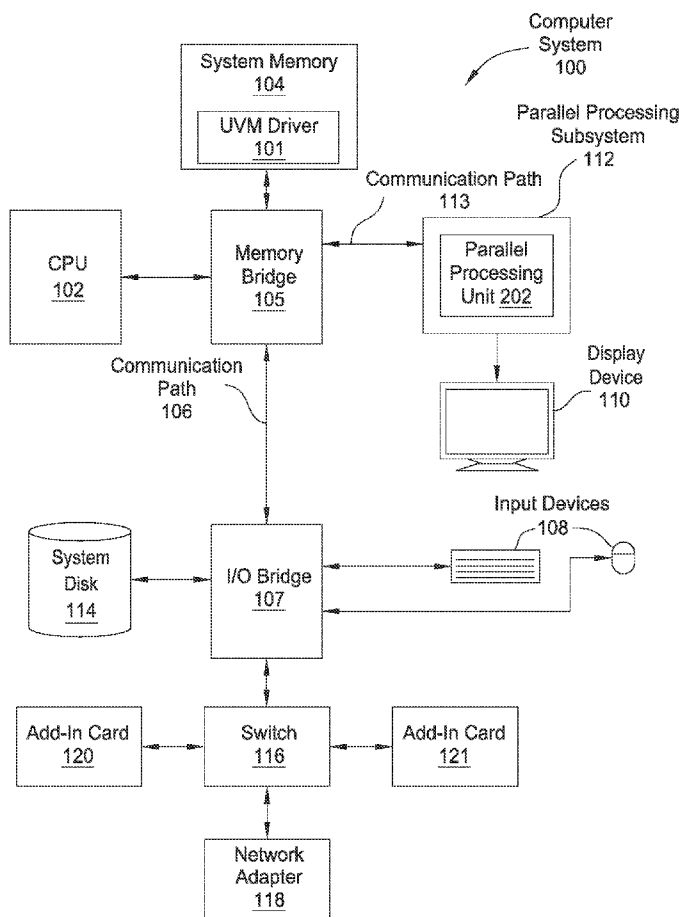 Computer
System
100
System Memory
104
UVM Driver
101
Parallel Processing
Subsystem
112
Communication Path
113
CPU
102
Memory
Bridge
105
Parallel
Processing
Unit 202
Communication
Path
106
Display
Device
110
Input Devices
108
System
Disk
114
I/O Bridge
107
Add-In Card
120
Switch
116
Add-In Card
121
Network
Adapter
118